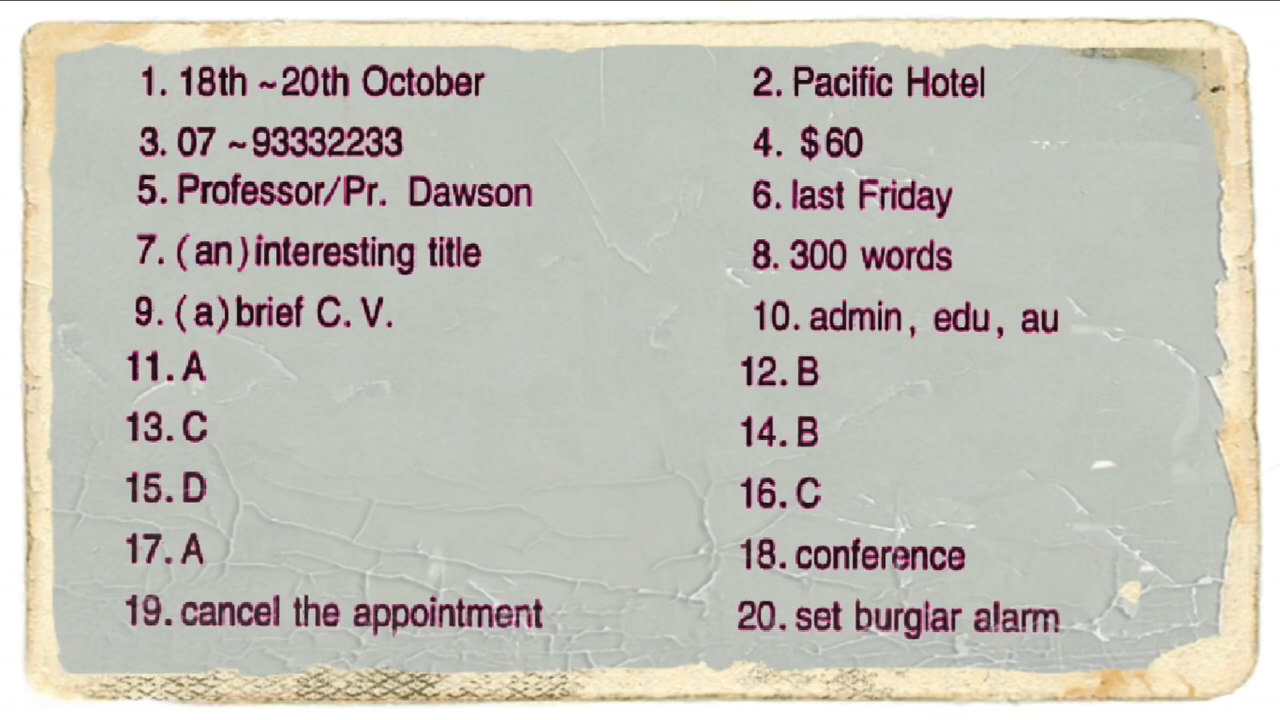 1. 18th ~20th October
2. Pacific Hotel
3. 07 ~93332233
4. $60
5. Professor/Pr. Dawson
6. last Friday
7. (an)interesting title
8. 300 words
9. (a)brief C. V.
10. admin, edu, au
11. A
12. B
13. C
14. B
15. D
16. C
17. A
18. conference
19. cancel the appointment
20. set burglar alarm